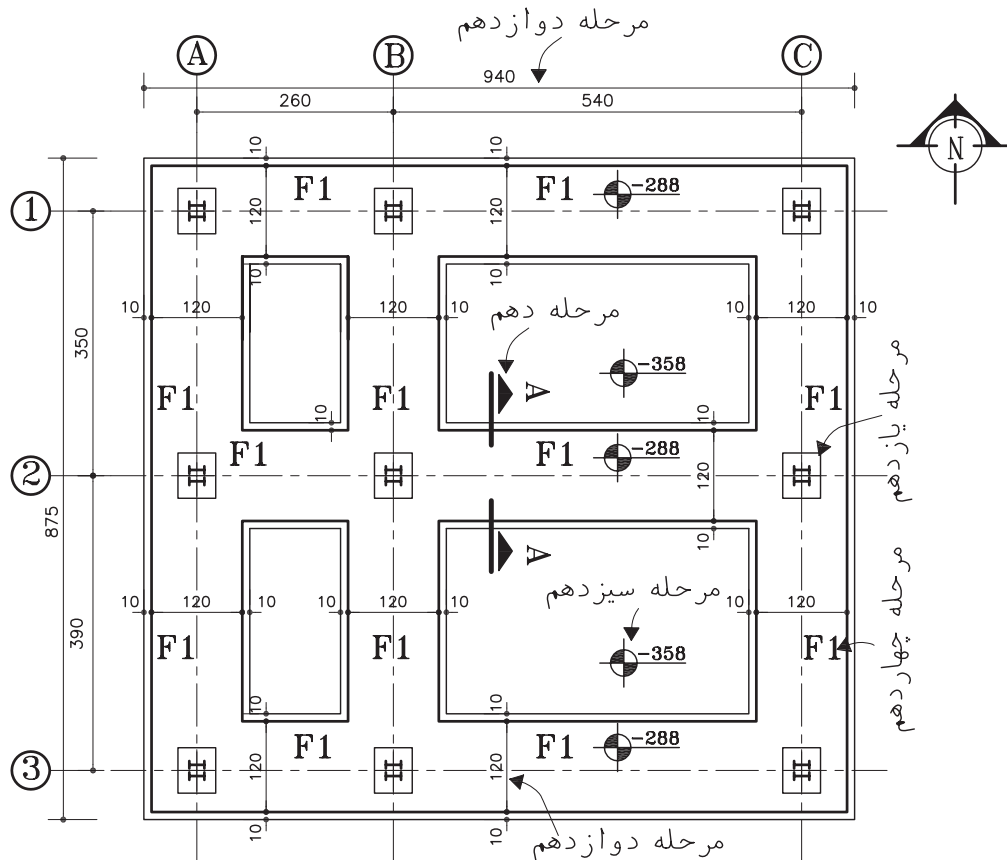 مرحله دوازدهم
A B C
940
260 540
N
10 10
1 F1 F1 -288
120 120
10 10
10 120 120 10 120 10
مرحله دهم
350
-358
A
مرحله یازدهم
F1 F1 F1
10 10
F1 F1 -288
2
120
875
10
A
مرحله سیزدهم
مرحله چهاردهم
10 120 10 10 120 10 10 120
390
F1 F1 F1
-358
10 10
F1 F1 -288
3
120 120
10 10
مرحله دوازدهم